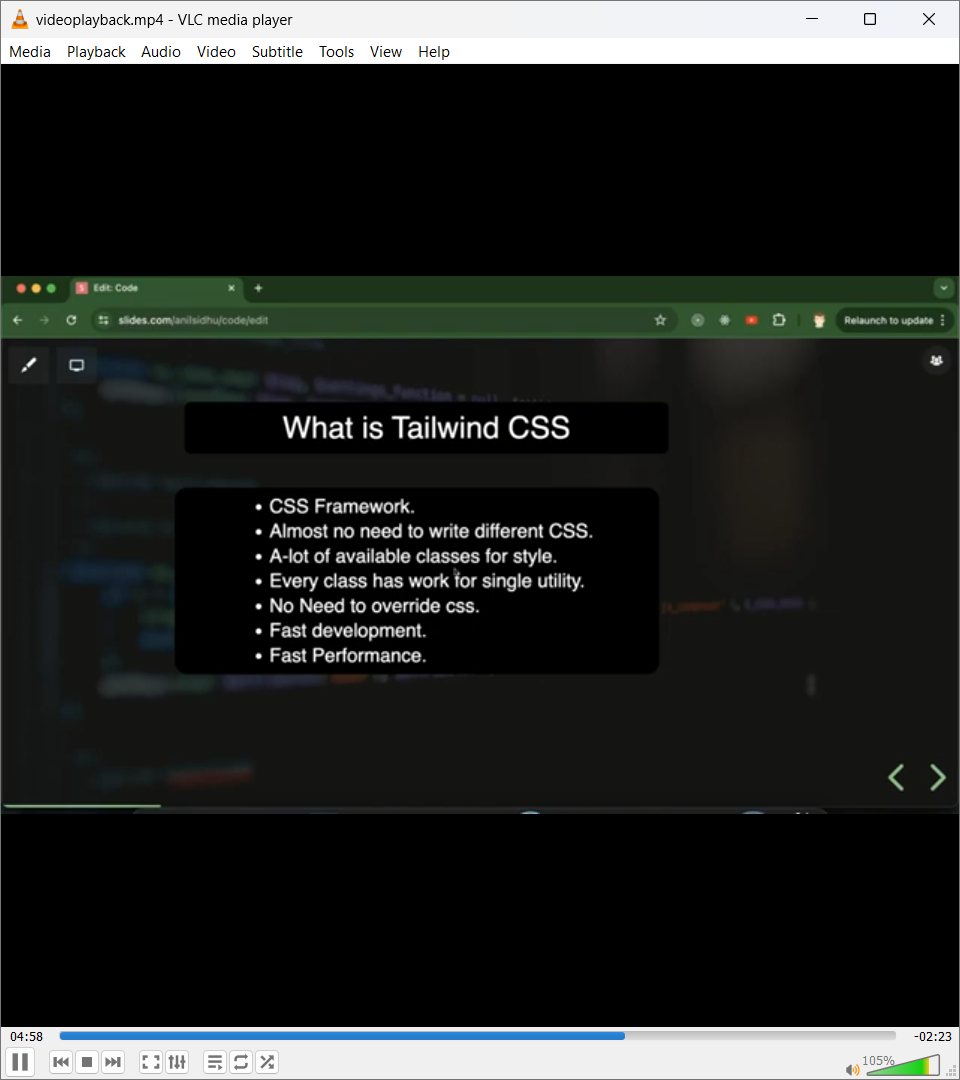 videoplayback.mp4 - VLC media player
Media Playback Audio Video Subtitle Tools View Help
Edit: Code
slides.com/anilsidhu/code/edit
Relaunch to update
What is Tailwind CSS
• CSS Framework.
• Almost no need to write different CSS.
• A-lot of available classes for style.
• Every class has work for single utility.
• No Need to override css.
• Fast development.
• Fast Performance.
04:58
-02:23
105%